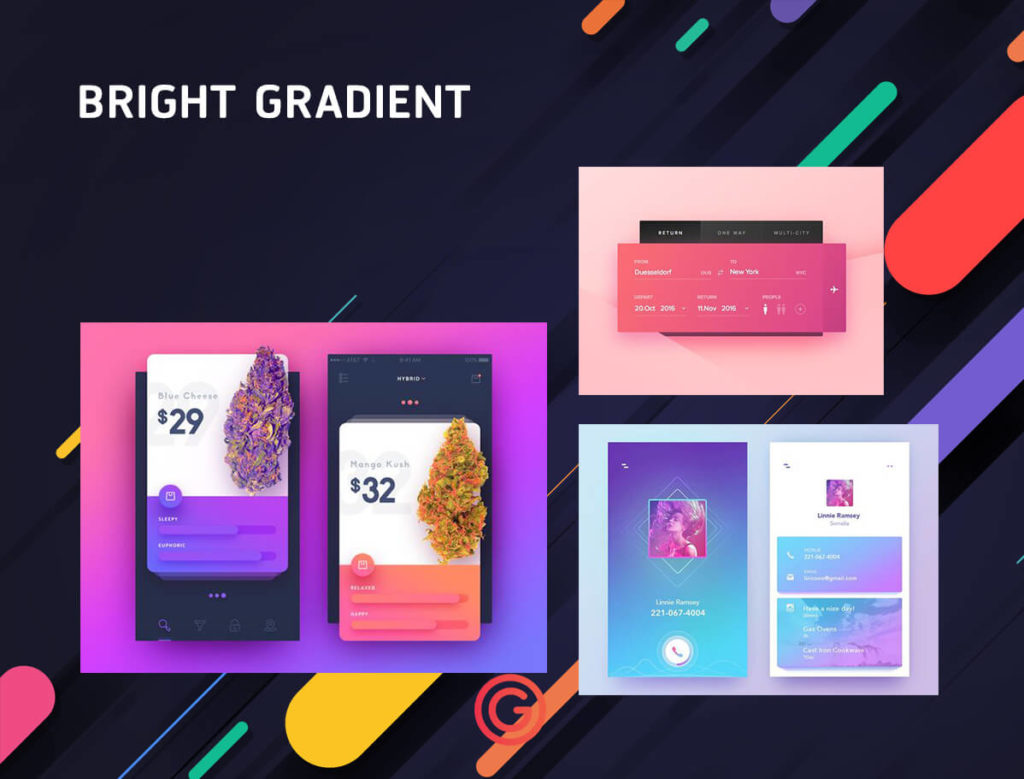 BRIGHT GRADIENT
RETURN ONE WAY MULTI-CITY
FROM TO
Duesseldorf DUS New York NYC
DEPART RETURN PEOPLE
20.Oct 2016 11.Nov 2016
Blue Cheese
$29
SLEEPY
EUPHORIC
AT&T 9:41 AM 100%
HYBRID
Mango Kush
$32
RELAXED
HAPPY
Linnie Ramsey
221-067-4004
Linnie Ramsey
Somalia
MOBILE
221-067-4004
EMAIL
Have a nize day!
Gas Ovens
Cast Iron Cookware